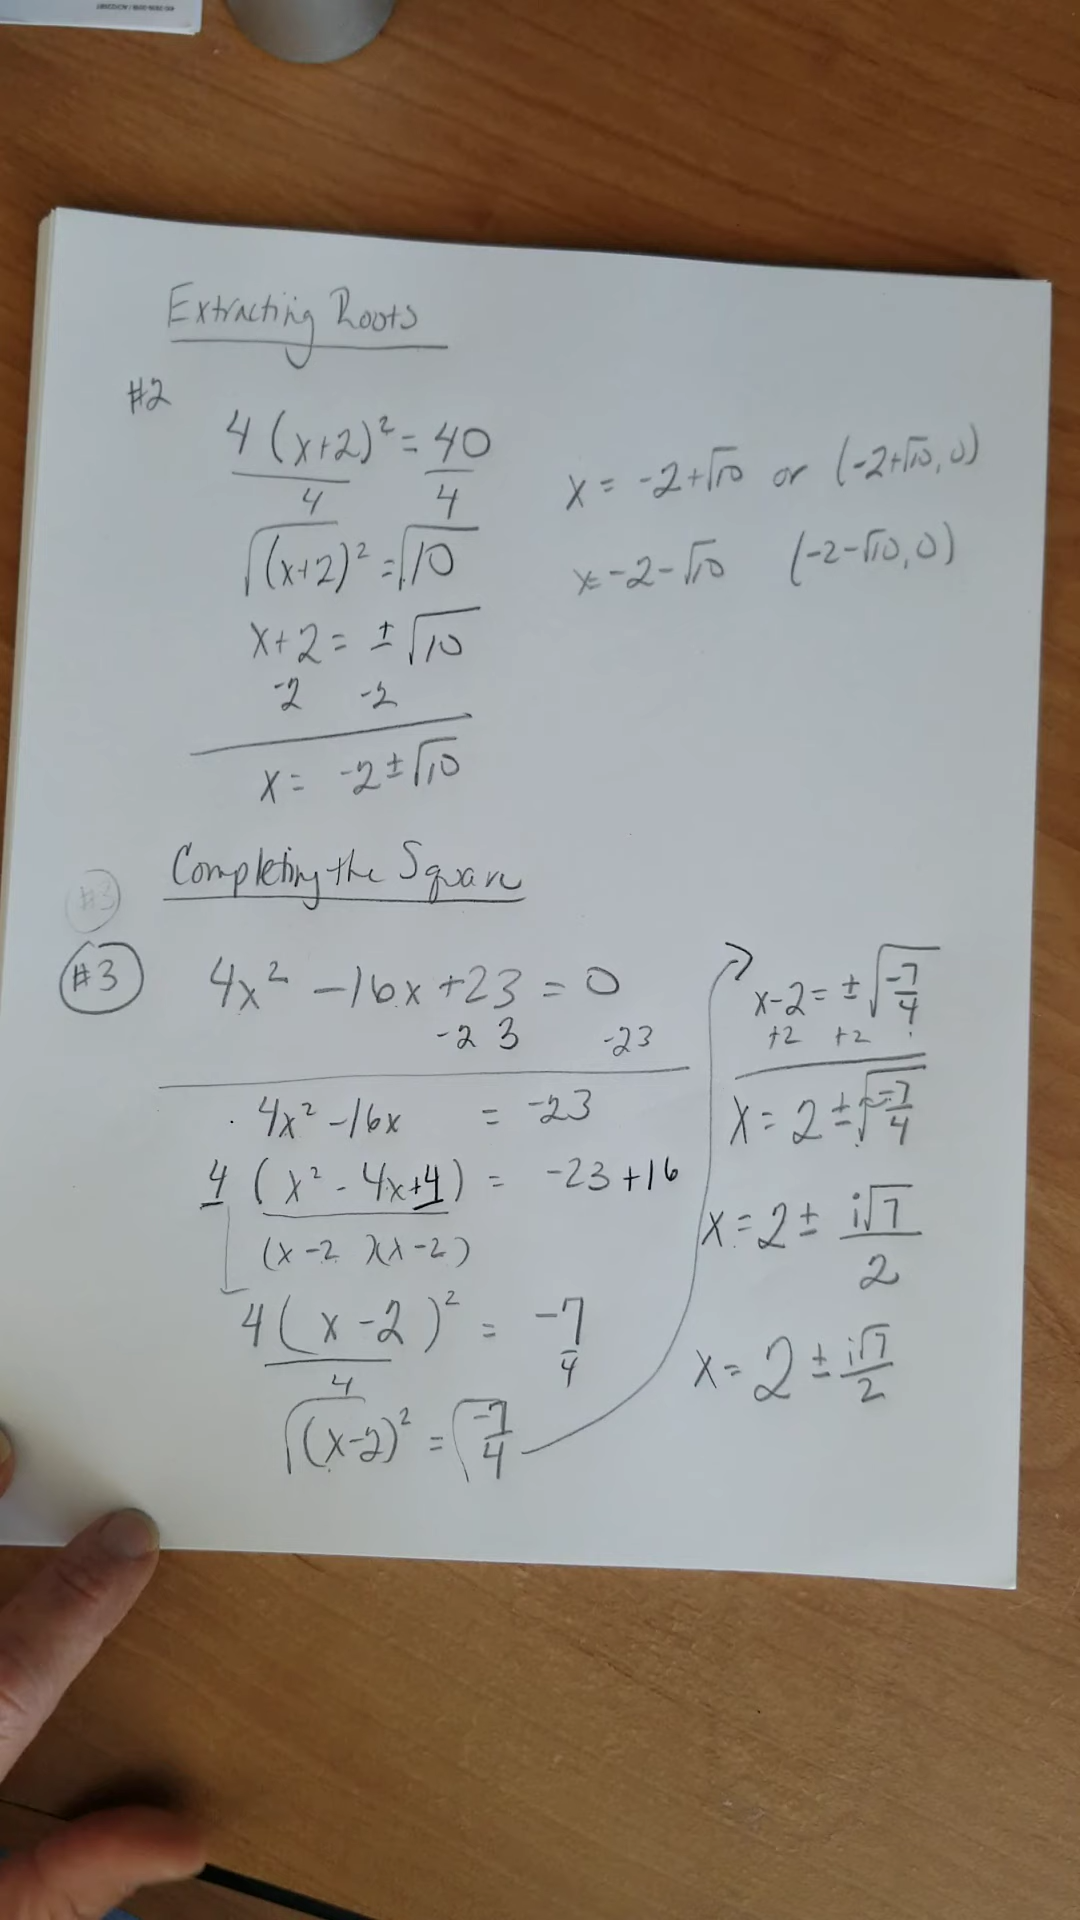 Extracting Roots
#2
4(x+2)² = 40
4 4
√(x+2)² = √10
x+2 = ±√10
-2 -2
x = -2±√10
x = -2+√10 or (-2+√10, 0)
x = -2-√10 (-2-√10, 0)
Completing the Square
#3
#3
4x² -16x +23 = 0
-23 -23
4x² -16x = -23
4(x² - 4x+4) = -23+16
(x-2)(x-2)
4(x-2)² = -7
4 4
√(x-2)² = √-7/4
x-2 = ±√-7/4
+2 +2
x = 2 ±√-7/4
x = 2 ± i√7/2
x = 2 ± i√7/2